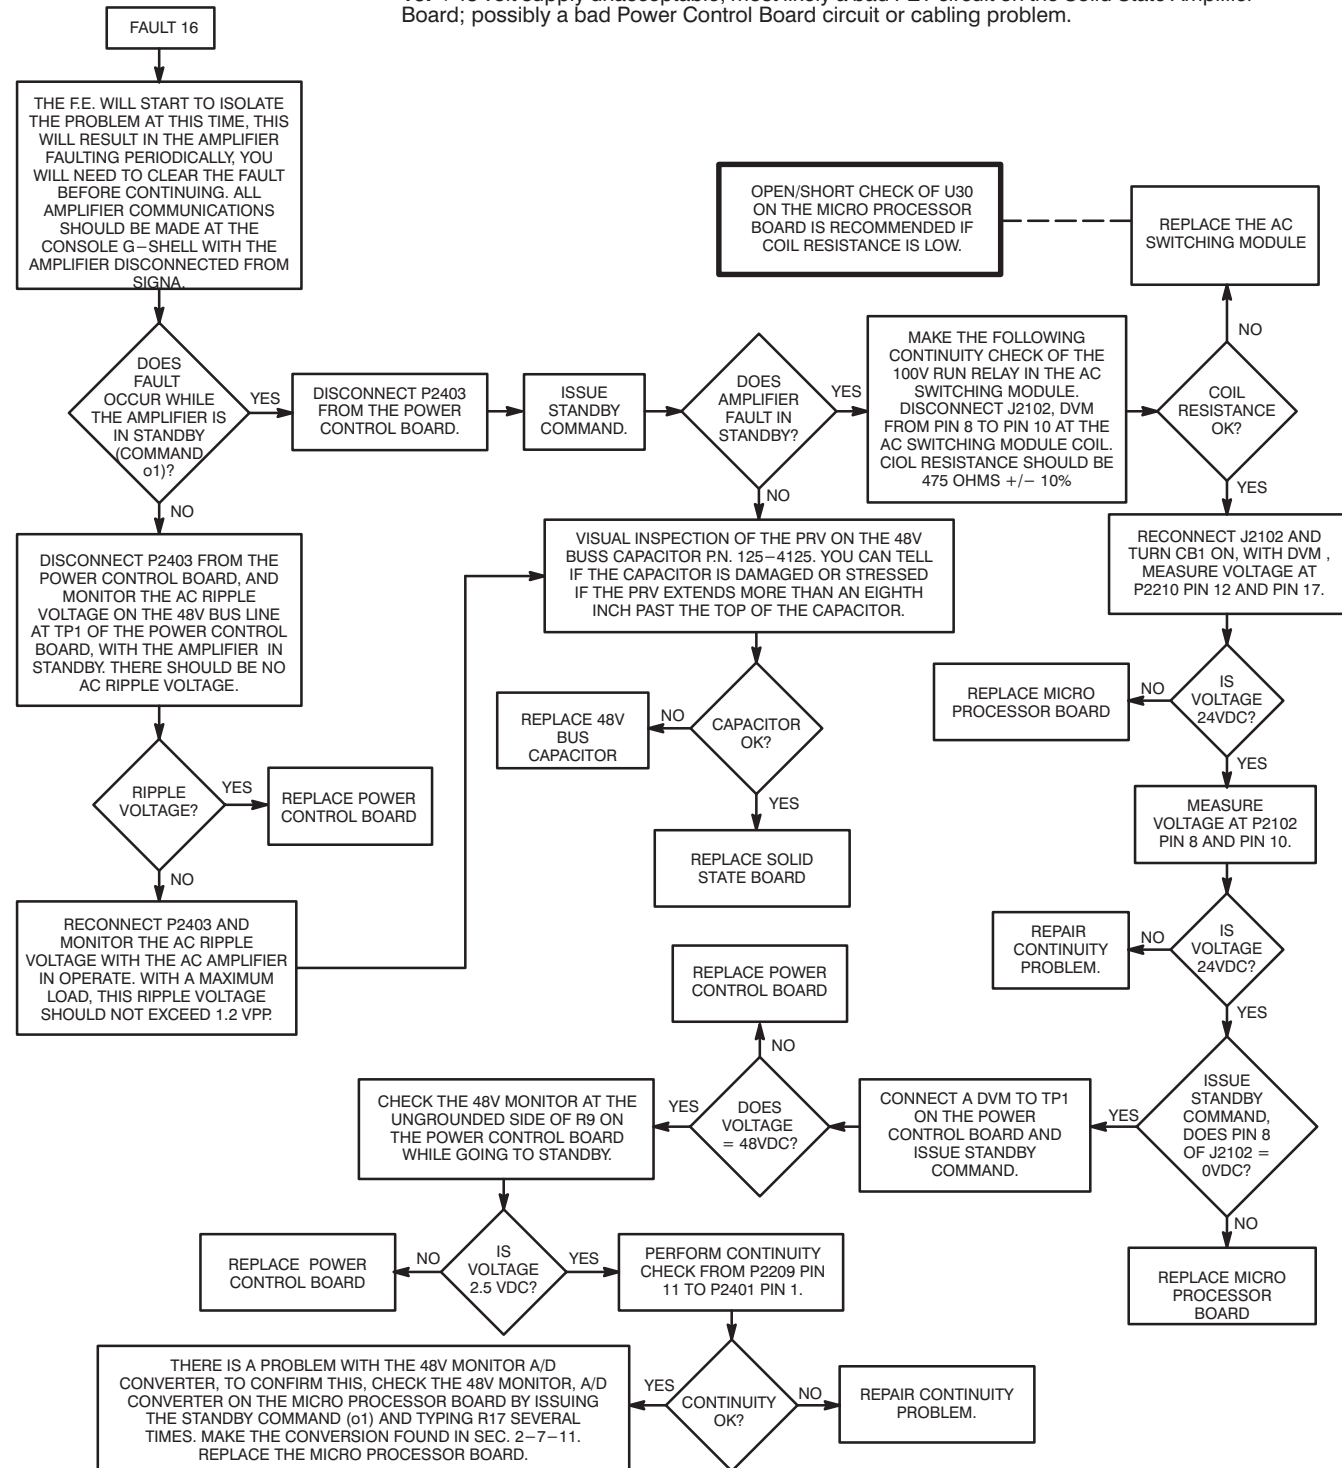 Board; possibly a bad Power Control Board circuit or cabling problem.
FAULT 16
THE F.E. WILL START TO ISOLATE
THE PROBLEM AT THIS TIME, THIS
WILL RESULT IN THE AMPLIFIER
FAULTING PERIODICALLY, YOU
WILL NEED TO CLEAR THE FAULT
BEFORE CONTINUING. ALL
AMPLIFIER COMMUNICATIONS
SHOULD BE MADE AT THE
CONSOLE G–SHELL WITH THE
AMPLIFIER DISCONNECTED FROM
SIGNA.
OPEN/SHORT CHECK OF U30
ON THE MICRO PROCESSOR
BOARD IS RECOMMENDED IF
COIL RESISTANCE IS LOW.
REPLACE THE AC
SWITCHING MODULE
NO
DOES
FAULT
OCCUR WHILE
THE AMPLIFIER IS
IN STANDBY
(COMMAND
o1)?
YES
DISCONNECT P2403
FROM THE POWER
CONTROL BOARD.
ISSUE
STANDBY
COMMAND.
DOES
AMPLIFIER
FAULT IN
STANDBY?
YES
MAKE THE FOLLOWING
CONTINUITY CHECK OF THE
100V RUN RELAY IN THE AC
SWITCHING MODULE.
DISCONNECT J2102, DVM
FROM PIN 8 TO PIN 10 AT THE
AC SWITCHING MODULE COIL.
CIOL RESISTANCE SHOULD BE
475 OHMS +/– 10%
COIL
RESISTANCE
OK?
NO
NO
YES
DISCONNECT P2403 FROM THE
POWER CONTROL BOARD, AND
MONITOR THE AC RIPPLE
VOLTAGE ON THE 48V BUS LINE
AT TP1 OF THE POWER CONTROL
BOARD, WITH THE AMPLIFIER IN
STANDBY. THERE SHOULD BE NO
AC RIPPLE VOLTAGE.
VISUAL INSPECTION OF THE PRV ON THE 48V
BUSS CAPACITOR P.N. 125–4125. YOU CAN TELL
IF THE CAPACITOR IS DAMAGED OR STRESSED
IF THE PRV EXTENDS MORE THAN AN EIGHTH
INCH PAST THE TOP OF THE CAPACITOR.
RECONNECT J2102 AND
TURN CB1 ON, WITH DVM ,
MEASURE VOLTAGE AT
P2210 PIN 12 AND PIN 17.
REPLACE 48V
BUS
CAPACITOR
NO
CAPACITOR
OK?
YES
REPLACE MICRO
PROCESSOR BOARD
NO
IS
VOLTAGE
24VDC?
YES
RIPPLE
VOLTAGE?
YES
REPLACE POWER
CONTROL BOARD
NO
MEASURE
VOLTAGE AT P2102
PIN 8 AND PIN 10.
REPLACE SOLID
STATE BOARD
RECONNECT P2403 AND
MONITOR THE AC RIPPLE
VOLTAGE WITH THE AC AMPLIFIER
IN OPERATE. WITH A MAXIMUM
LOAD, THIS RIPPLE VOLTAGE
SHOULD NOT EXCEED 1.2 VPP.
REPAIR
CONTINUITY
PROBLEM.
NO
IS
VOLTAGE
24VDC?
YES
REPLACE POWER
CONTROL BOARD
NO
CHECK THE 48V MONITOR AT THE
UNGROUNDED SIDE OF R9 ON
THE POWER CONTROL BOARD
WHILE GOING TO STANDBY.
YES
DOES
VOLTAGE
= 48VDC?
CONNECT A DVM TO TP1
ON THE POWER
CONTROL BOARD AND
ISSUE STANDBY
COMMAND.
YES
ISSUE
STANDBY
COMMAND,
DOES PIN 8
OF J2102 =
0VDC?
NO
REPLACE POWER
CONTROL BOARD
NO
IS
VOLTAGE
2.5 VDC?
YES
PERFORM CONTINUITY
CHECK FROM P2209 PIN
11 TO P2401 PIN 1.
REPLACE MICRO
PROCESSOR
BOARD
THERE IS A PROBLEM WITH THE 48V MONITOR A/D
CONVERTER, TO CONFIRM THIS, CHECK THE 48V MONITOR, A/D
CONVERTER ON THE MICRO PROCESSOR BOARD BY ISSUING
THE STANDBY COMMAND (o1) AND TYPING R17 SEVERAL
TIMES. MAKE THE CONVERSION FOUND IN SEC. 2–7–11.
REPLACE THE MICRO PROCESSOR BOARD.
YES
CONTINUITY
OK?
NO
REPAIR CONTINUITY
PROBLEM.